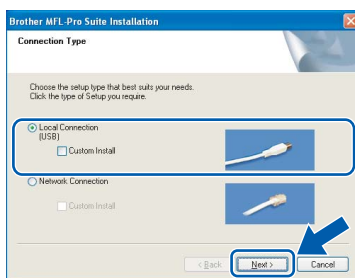 Brother MFL-Pro Suite Installation
Connection Type
Choose the setup type that best suits your needs.
Click the type of Setup you require.
Local Connection
(USB)
Custom Install
Network Connection
Custom Install
< Back
Next >
Cancel